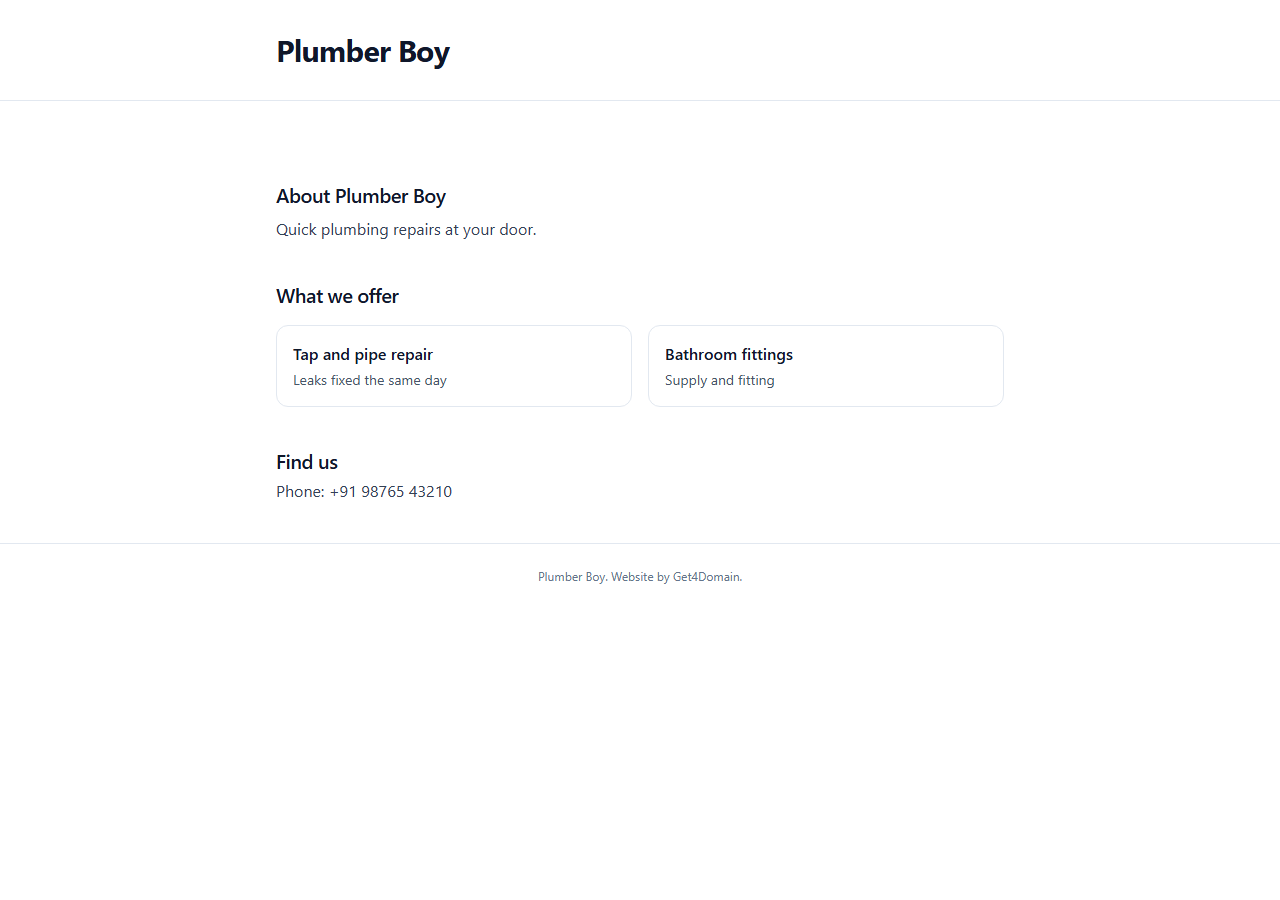 Plumber Boy
About Plumber Boy
Quick plumbing repairs at your door.
What we offer
Tap and pipe repair
Leaks fixed the same day
Bathroom fittings
Supply and fitting
Find us
Phone: +91 98765 43210
Plumber Boy. Website by Get4Domain.